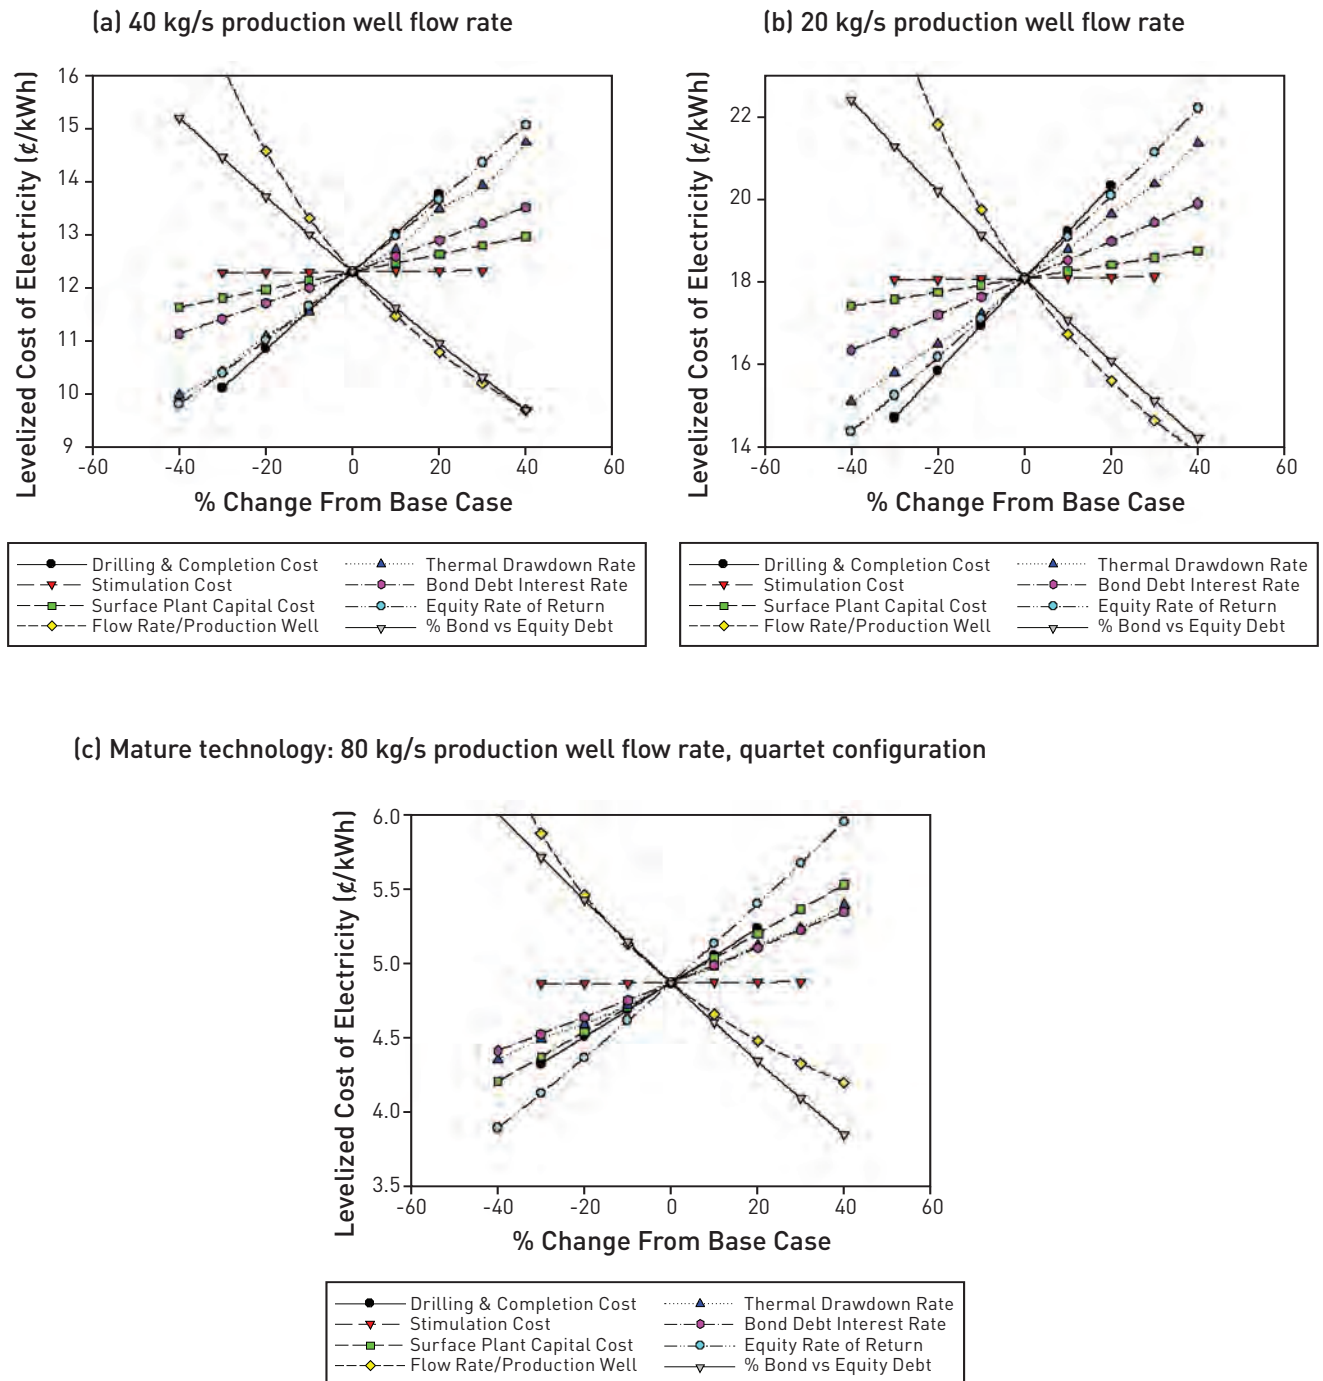 (a) 40 kg/s production well flow rate
Levelized Cost of Electricity (¢/kWh)
16
15
14
13
12
11
10
9
-60
-40
-20
0
20
40
60
% Change From Base Case
Drilling & Completion Cost
Stimulation Cost
Surface Plant Capital Cost
Flow Rate/Production Well
Thermal Drawdown Rate
Bond Debt Interest Rate
Equity Rate of Return
% Bond vs Equity Debt
(b) 20 kg/s production well flow rate
Levelized Cost of Electricity (¢/kWh)
22
20
18
16
14
-60
-40
-20
0
20
40
60
% Change From Base Case
Drilling & Completion Cost
Stimulation Cost
Surface Plant Capital Cost
Flow Rate/Production Well
Thermal Drawdown Rate
Bond Debt Interest Rate
Equity Rate of Return
% Bond vs Equity Debt
(c) Mature technology: 80 kg/s production well flow rate, quartet configuration
Levelized Cost of Electricity (¢/kWh)
6.0
5.5
5.0
4.5
4.0
3.5
-60
-40
-20
0
20
40
60
% Change From Base Case
Drilling & Completion Cost
Stimulation Cost
Surface Plant Capital Cost
Flow Rate/Production Well
Thermal Drawdown Rate
Bond Debt Interest Rate
Equity Rate of Return
% Bond vs Equity Debt